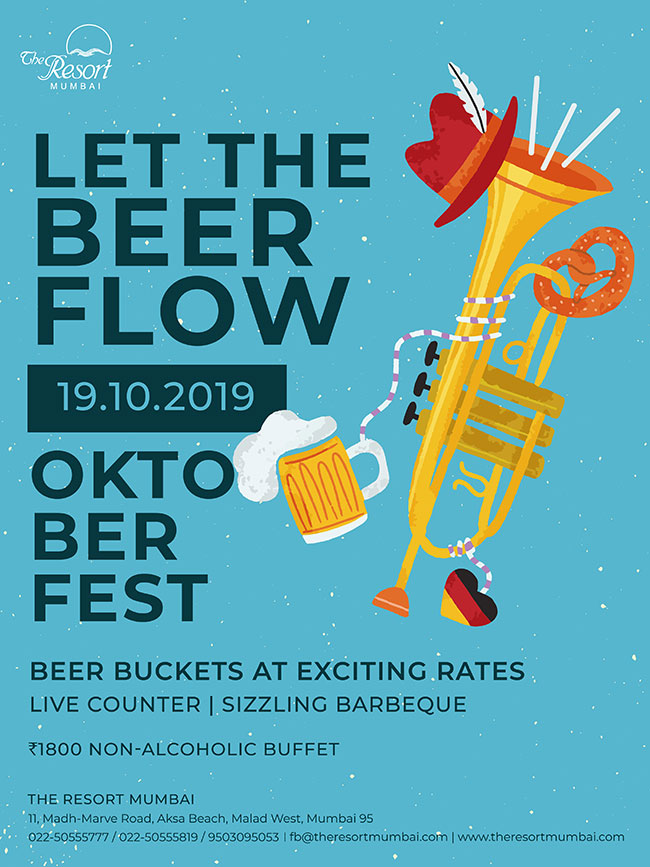 The
Resort
MUMBAI
LET THE
BEER
FLOW
19.10.2019
OKTO
BER
FEST
BEER BUCKETS AT EXCITING RATES
LIVE COUNTER | SIZZLING BARBEQUE
₹1800 NON-ALCOHOLIC BUFFET
THE RESORT MUMBAI
11, Madh-Marve Road, Aksa Beach, Malad West, Mumbai 95
022-50555777 / 022-50555819 / 9503095053 | fb@theresortmumbai.com | www.theresortmumbai.com